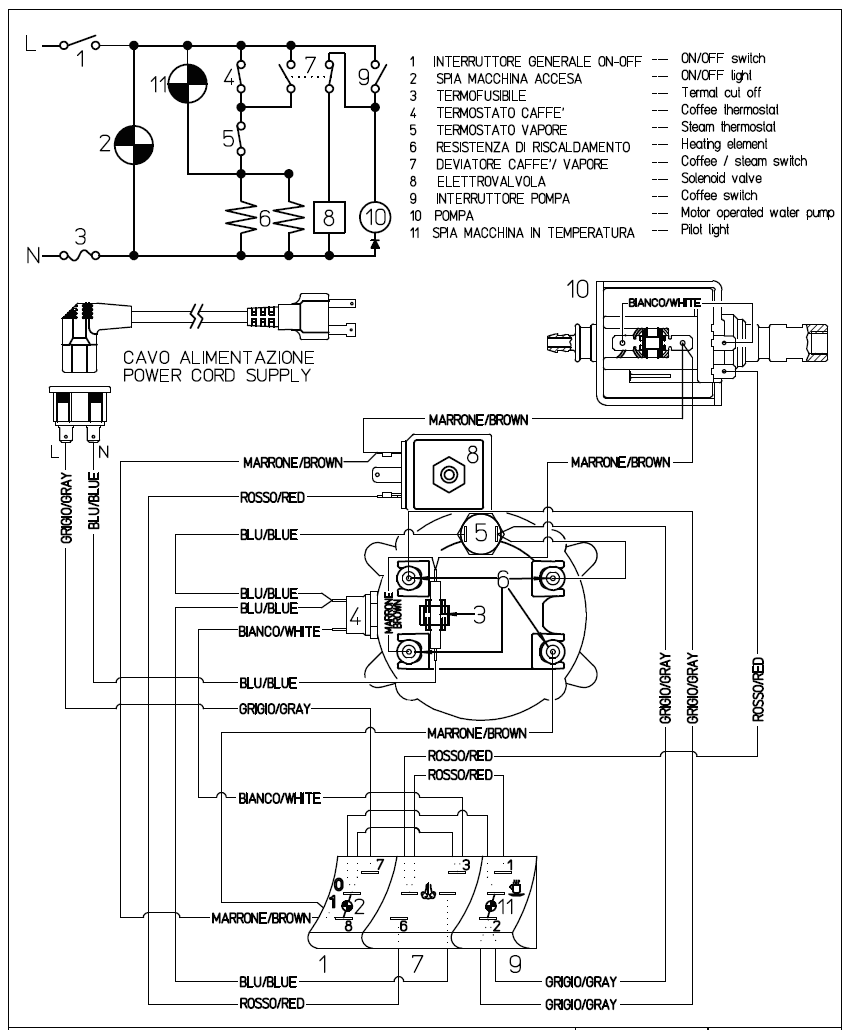 L
1
2
11
4
5
7
9
6
8
10
N
3
1 INTERRUTTORE GENERALE ON-OFF --- ON/OFF switch
2 SPIA MACCHINA ACCESA --- ON/OFF light
3 TERMOFUSIBILE --- Termal cut off
4 TERMOSTATO CAFFE' --- Coffee thermostat
5 TERMOSTATO VAPORE --- Steam thermostat
6 RESISTENZA DI RISCALDAMENTO --- Heating element
7 DEVIATORE CAFFE'/ VAPORE --- Coffee / steam switch
8 ELETTROVALVOLA --- Solenoid valve
9 INTERRUTTORE POMPA --- Coffee switch
10 POMPA --- Motor operated water pump
11 SPIA MACCHINA IN TEMPERATURA --- Pilot light
10
BIANCO/WHITE
CAVO ALIMENTAZIONE
POWER CORD SUPPLY
L N
GRIGIO/GRAY
BLU/BLUE
MARRONE/BROWN
MARRONE/BROWN
8
MARRONE/BROWN
ROSSO/RED
BLU/BLUE
5
BLU/BLUE
BLU/BLUE
BIANCO/WHITE
4
MARRONE
BROWN
6
3
BLU/BLUE
GRIGIO/GRAY
GRIGIO/GRAY
GRIGIO/GRAY
ROSSO/RED
MARRONE/BROWN
ROSSO/RED
ROSSO/RED
BIANCO/WHITE
7
3
1
0
1
2
11
8
6
2
MARRONE/BROWN
1
7
9
BLU/BLUE
GRIGIO/GRAY
ROSSO/RED
GRIGIO/GRAY